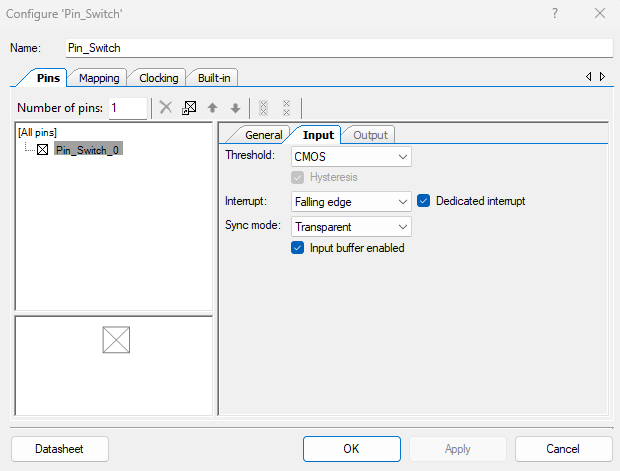 Configure 'Pin_Switch'
Name: Pin_Switch
Pins Mapping Clocking Built-in
Number of pins: 1
[All pins]
Pin_Switch_0
General Input Output
Threshold: CMOS
Hysteresis
Interrupt: Falling edge Dedicated interrupt
Sync mode: Transparent
Input buffer enabled
Datasheet OK Apply Cancel